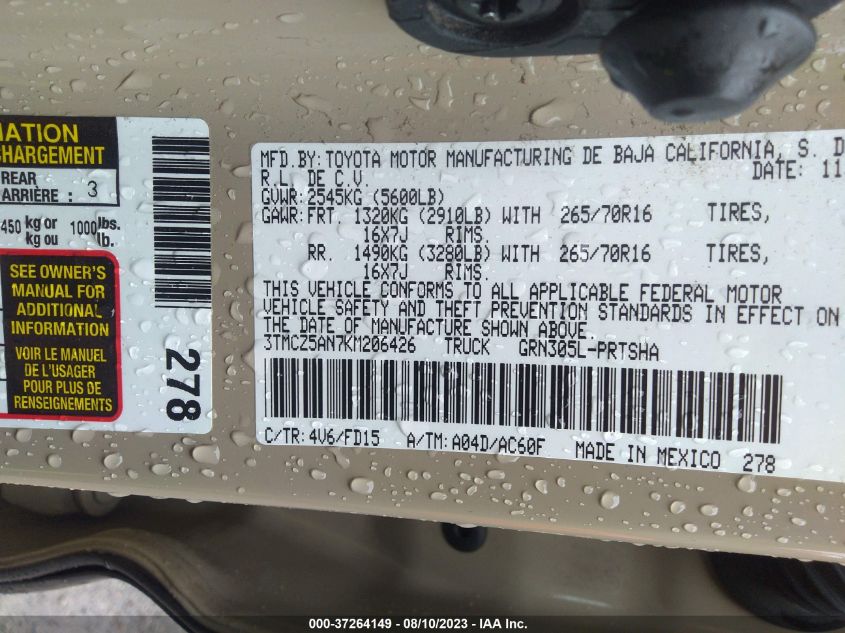 MATION
CHARGEMENT
REAR
ARRIÈRE : 3
450 kg or 1000 lbs.
kg ou lb.
SEE OWNER'S
MANUAL FOR
ADDITIONAL
INFORMATION
VOIR LE MANUEL
DE L'USAGER
POUR PLUS DE
RENSEIGNEMENTS
278
MFD.BY:TOYOTA MOTOR MANUFACTURING DE BAJA CALIFORNIA, S. D
R.L. DE C.V. DATE: 11
GVWR:2545KG (5600LB)
GAWR:FRT. 1320KG (2910LB) WITH 265/70R16 TIRES,
16X7J RIMS.
RR. 1490KG (3280LB) WITH 265/70R16 TIRES,
16X7J RIMS.
THIS VEHICLE CONFORMS TO ALL APPLICABLE FEDERAL MOTOR
VEHICLE SAFETY AND THEFT PREVENTION STANDARDS IN EFFECT ON
THE DATE OF MANUFACTURE SHOWN ABOVE.
3TMCZ5AN7KM206426 TRUCK GRN305L-PRTSHA
C/TR:4V6/FD15 A/TM:A04D/AC60F MADE IN MEXICO 278
000-37264149 - 08/10/2023 - IAA Inc.